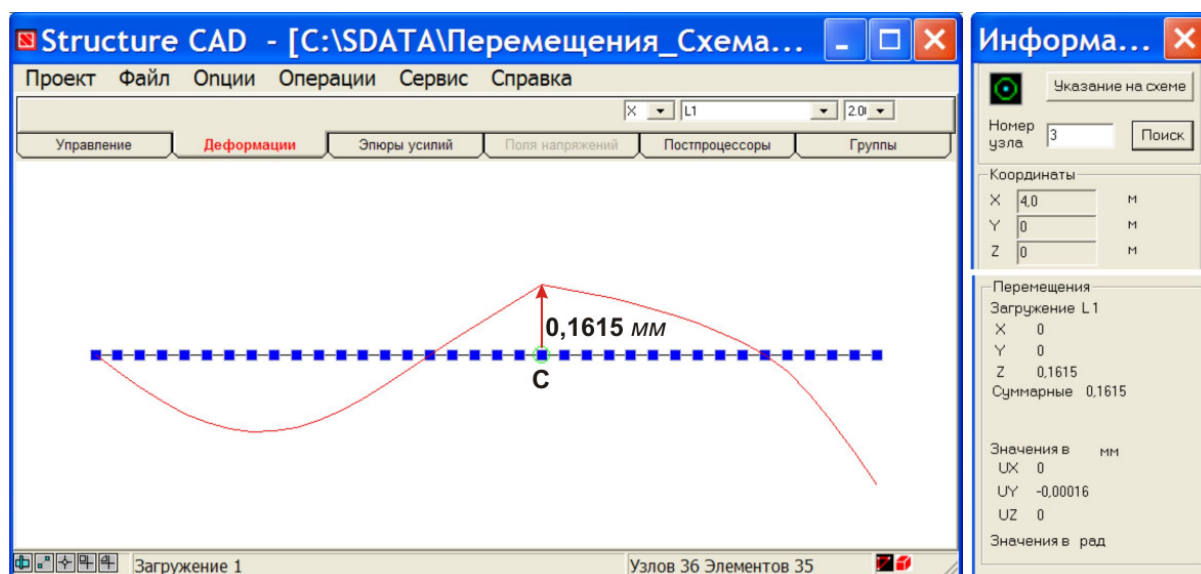 Structure CAD - [C:\SDATA\Перемещения_Схема...
Проект Файл Опции Операции Сервис Справка
X L1 2.0
Управление Деформации Эпюры усилий Поля напряжений Постпроцессоры Группы
0,1615 мм
C
Загружение 1 Узлов 36 Элементов 35
Информа...
Указание на схеме
Номер
узла 3 Поиск
Координаты
X 4,0 м
Y 0 м
Z 0 м
Перемещения
Загружение L1
X 0
Y 0
Z 0,1615
Суммарные 0,1615
Значения в мм
UX 0
UY -0,00016
UZ 0
Значения в рад